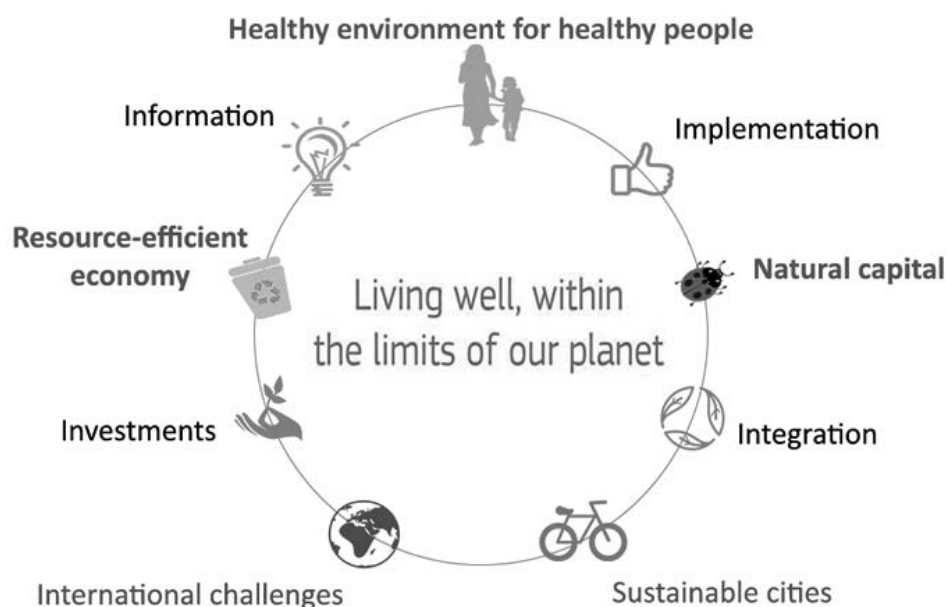 Healthy environment for healthy people
Information
Implementation
Resource-efficient
economy
Natural capital
Living well, within
the limits of our planet
Investments
Integration
International challenges
Sustainable cities